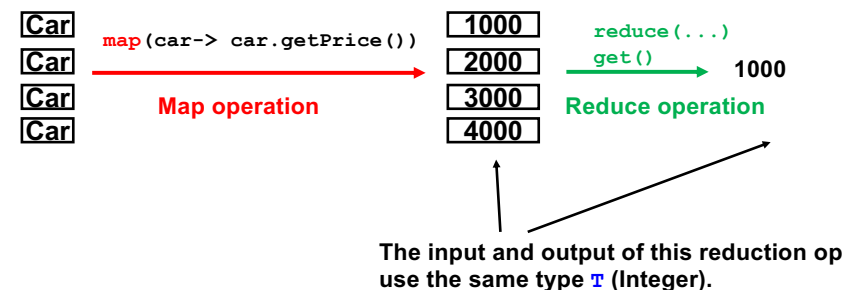 Car
Car
Car
Car
map(car-> car.getPrice())
Map operation
1000
2000
3000
4000
reduce(...)
get()
Reduce operation
1000
The input and output of this reduction op
use the same type T (Integer).